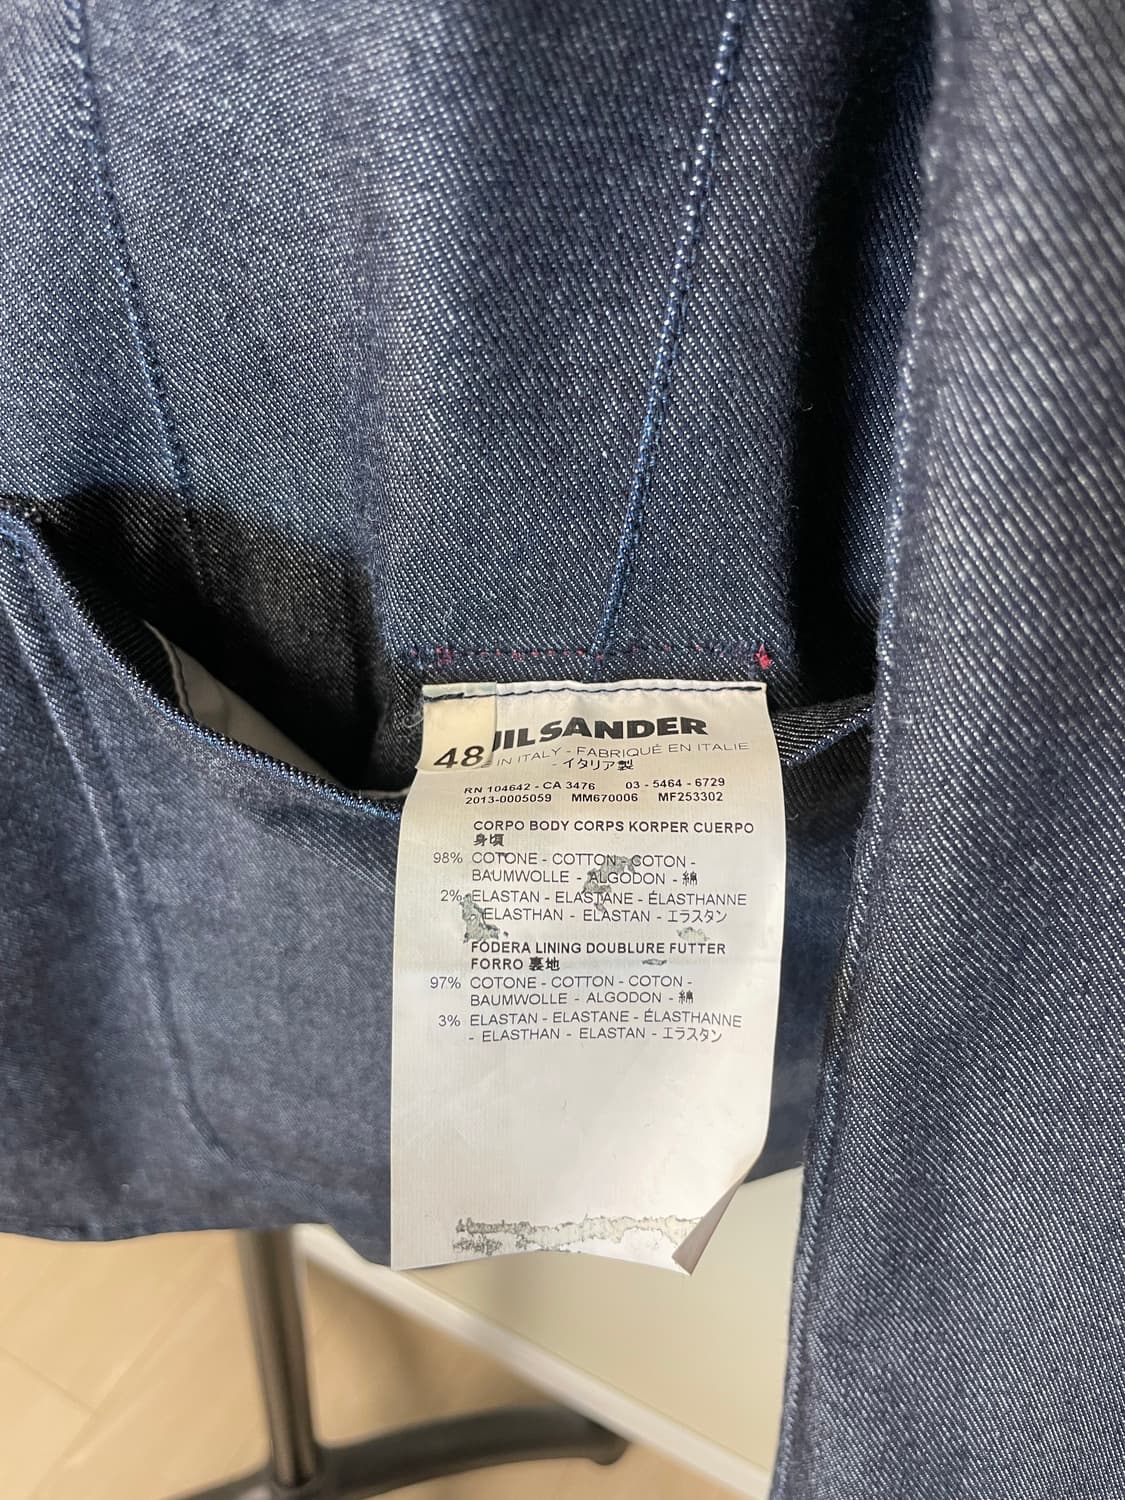 JIL SANDER
48
IN ITALY - FABRIQUÉ EN ITALIE
- イタリア製
RN 104642 - CA 3476 03 - 5464 - 6729
2013-0005059 MM670006 MF253302
CORPO BODY CORPS KORPER CUERPO
身頃
98% COTONE - COTTON - COTON -
BAUMWOLLE - ALGODON - 綿
2% ELASTAN - ELASTANE - ÉLASTHANNE
ELASTHAN - ELASTAN - エラスタン
FODERA LINING DOUBLURE FUTTER
FORRO 裏地
97% COTONE - COTTON - COTON -
BAUMWOLLE - ALGODON - 綿
3% ELASTAN - ELASTANE - ÉLASTHANNE
- ELASTHAN - ELASTAN - エラスタン